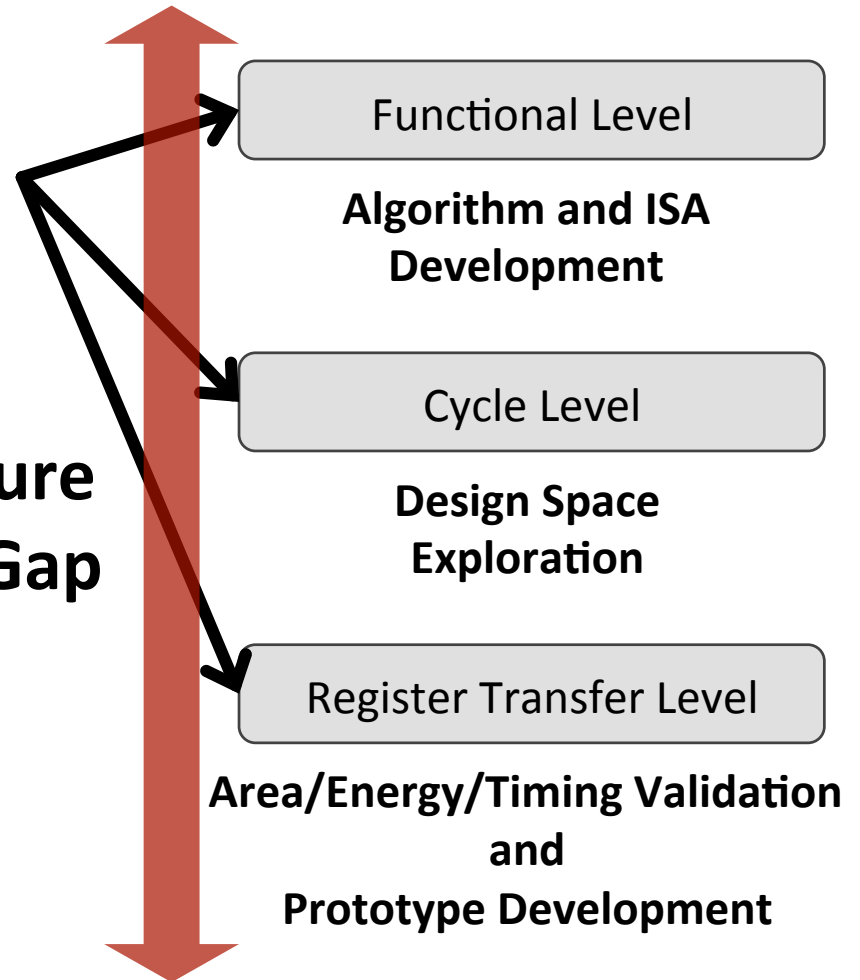 Functional Level
Algorithm and ISA
Development
Cycle Level
ure
Gap
Design Space
Exploration
Register Transfer Level
Area/Energy/Timing Validation
and
Prototype Development